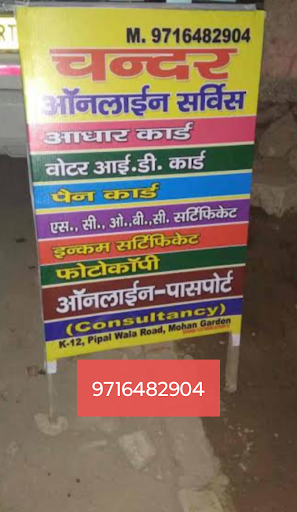 M. 9716482904
चन्दर
ऑनलाईन सर्विस
आधार कार्ड
वोटर आई.डी. कार्ड
पैन कार्ड
एस., सी., ओ.,बी., सी. सर्टिफिकेट
इन्कम सर्टिफिकेट
फोटोकॉपी
ऑनलाईन-पासपोर्ट
(Consultancy)
K-12, Pipal Wala Road, Mohan Garden
9716482904